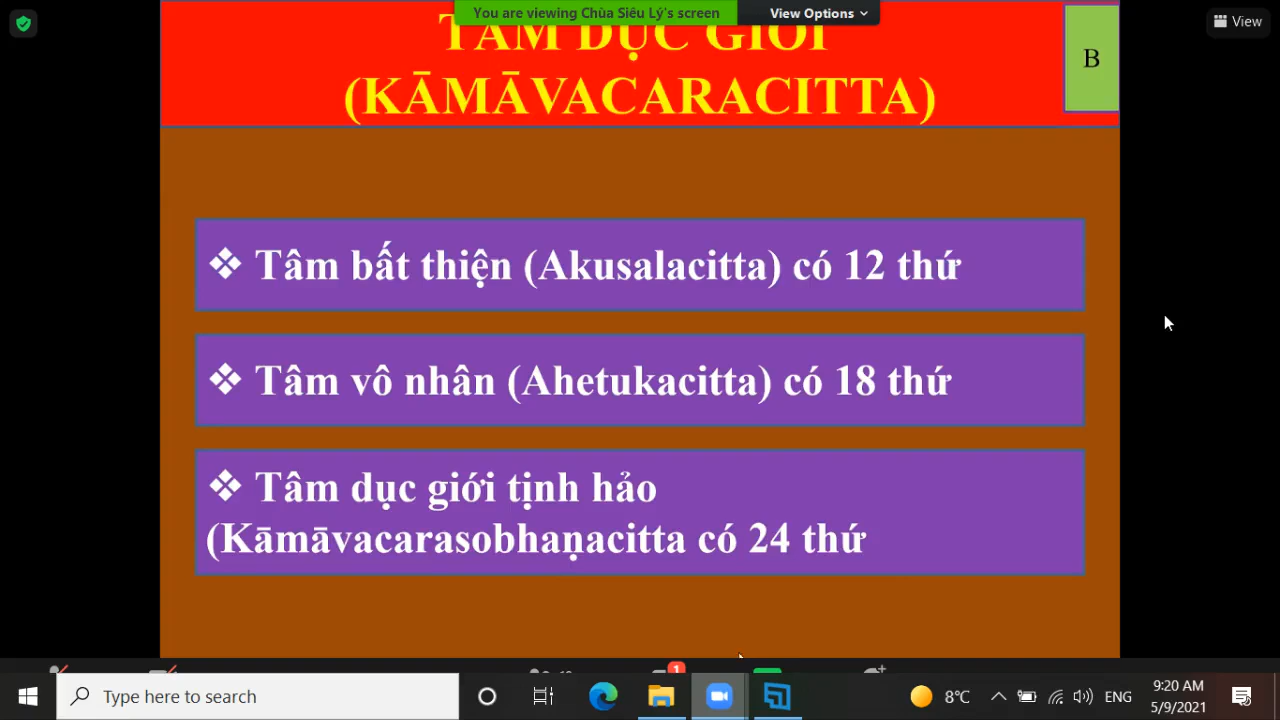 You are viewing Chùa Siêu Lý's screen
View Options
View
TÂM DỤC GIỚI
(KĀMĀVACARACITTA)
B
❖ Tâm bất thiện (Akusalacitta) có 12 thứ
❖ Tâm vô nhân (Ahetukacitta) có 18 thứ
❖ Tâm dục giới tịnh hảo
(Kāmāvacarasobhaṇacitta có 24 thứ
1
Type here to search
8°C
ENG
9:20 AM
5/9/2021